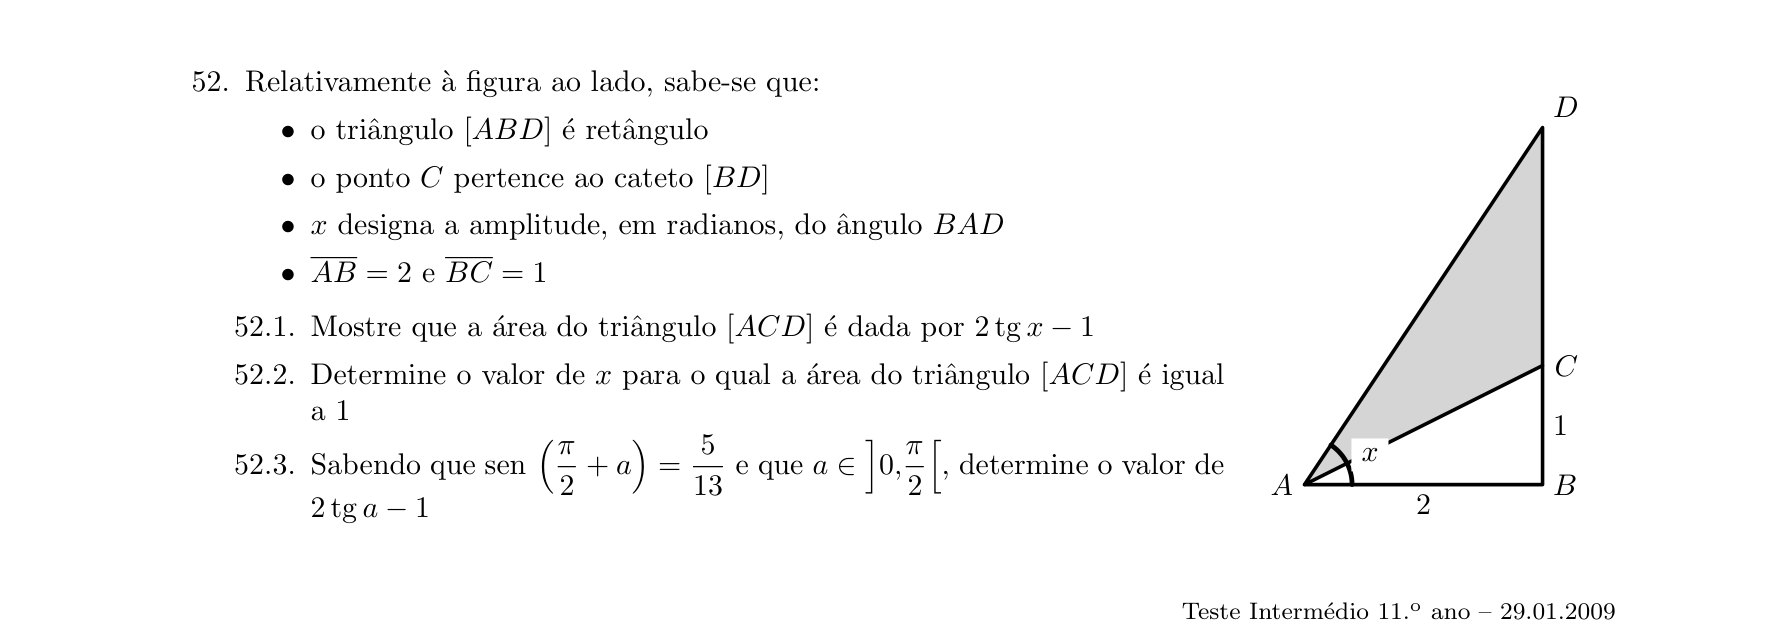 52. Relativamente à figura ao lado, sabe-se que:
• o triângulo [ABD] é retângulo
• o ponto C pertence ao cateto [BD]
• x designa a amplitude, em radianos, do ângulo BAD
• $\overline{AB} = 2$ e $\overline{BC} = 1$
52.1. Mostre que a área do triângulo [ACD] é dada por 2 tg x − 1
52.2. Determine o valor de x para o qual a área do triângulo [ACD] é igual
a 1
52.3. Sabendo que sen $\left(\frac{\pi}{2} + a\right) = \frac{5}{13}$ e que $a \in \left]0, \frac{\pi}{2}\right[$, determine o valor de
2 tg a − 1
D
C
1
x
A
B
2
Teste Intermédio 11.º ano – 29.01.2009